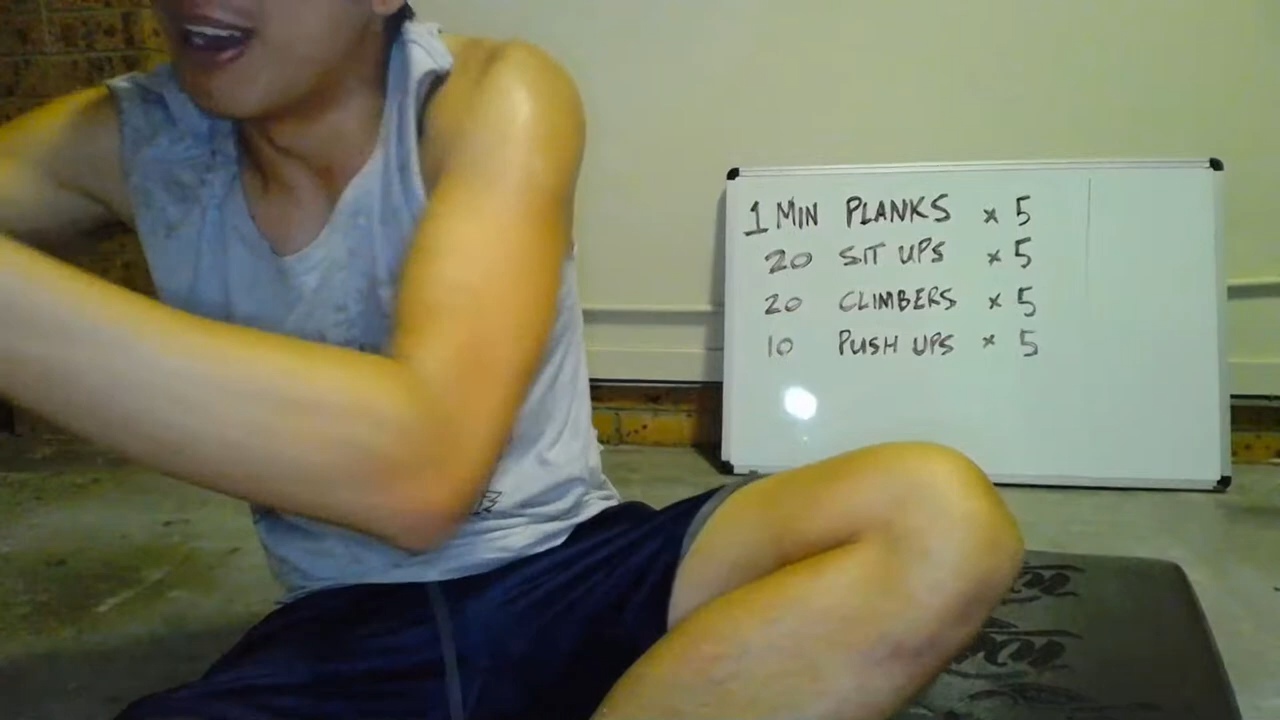 1 MIN PLANKS × 5
20 SIT UPS × 5
20 CLIMBERS × 5
10 PUSH UPS × 5